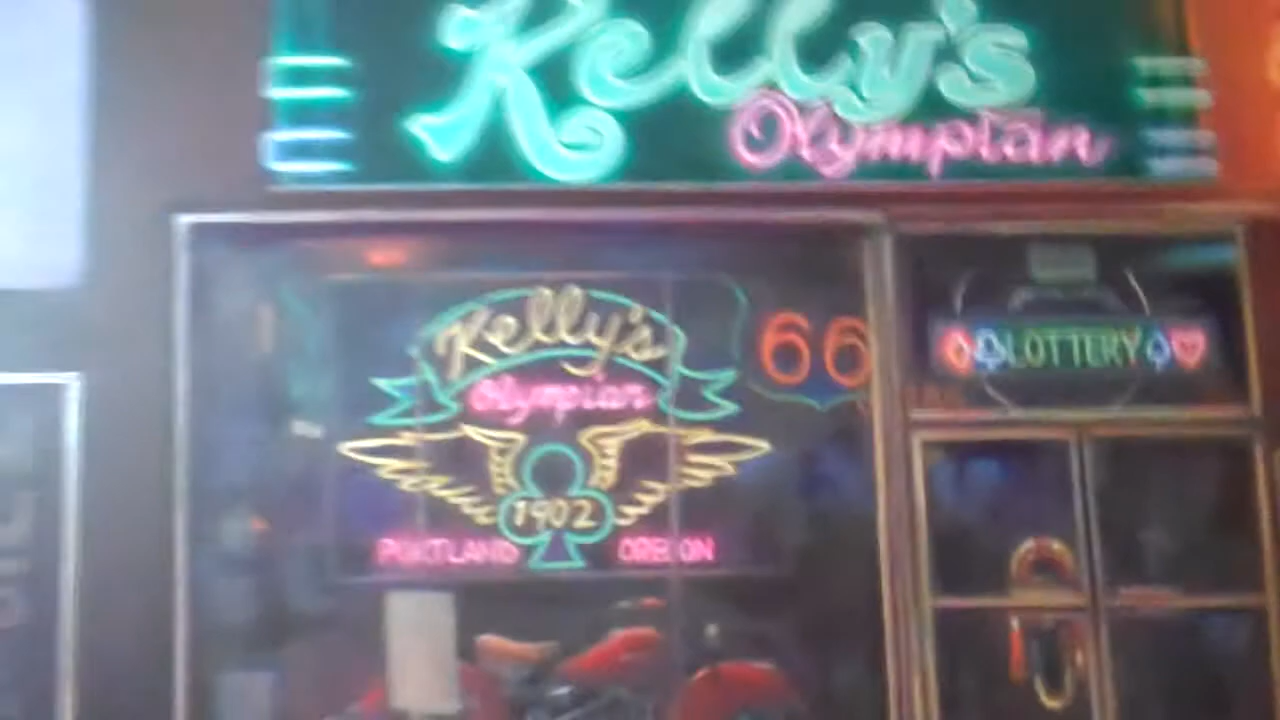 Kelly's
Olympian
Kelly's
Olympian
66
LOTTERY
1902
PORTLAND OREGON